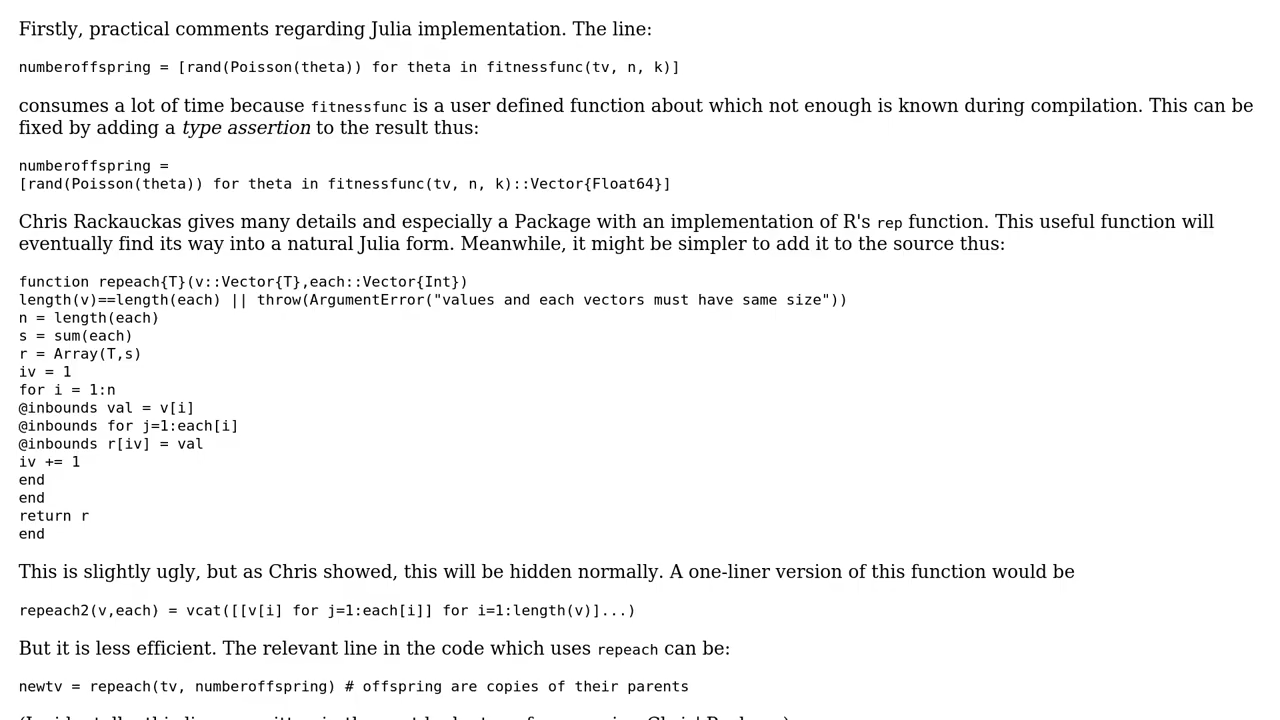 Firstly, practical comments regarding Julia implementation. The line:
numberoffspring = [rand(Poisson(theta)) for theta in fitnessfunc(tv, n, k)]
consumes a lot of time because fitnessfunc is a user defined function about which not enough is known during compilation. This can be
fixed by adding a type assertion to the result thus:
numberoffspring =
[rand(Poisson(theta)) for theta in fitnessfunc(tv, n, k)::Vector{Float64}]
Chris Rackauckas gives many details and especially a Package with an implementation of R's rep function. This useful function will
eventually find its way into a natural Julia form. Meanwhile, it might be simpler to add it to the source thus:
function repeach{T}(v::Vector{T},each::Vector{Int})
length(v)==length(each) || throw(ArgumentError("values and each vectors must have same size"))
n = length(each)
s = sum(each)
r = Array(T,s)
iv = 1
for i = 1:n
@inbounds val = v[i]
@inbounds for j=1:each[i]
@inbounds r[iv] = val
iv += 1
end
end
return r
end
This is slightly ugly, but as Chris showed, this will be hidden normally. A one-liner version of this function would be
repeach2(v,each) = vcat([[v[i] for j=1:each[i]] for i=1:length(v)]...)
But it is less efficient. The relevant line in the code which uses repeach can be:
newtv = repeach(tv, numberoffspring) # offspring are copies of their parents